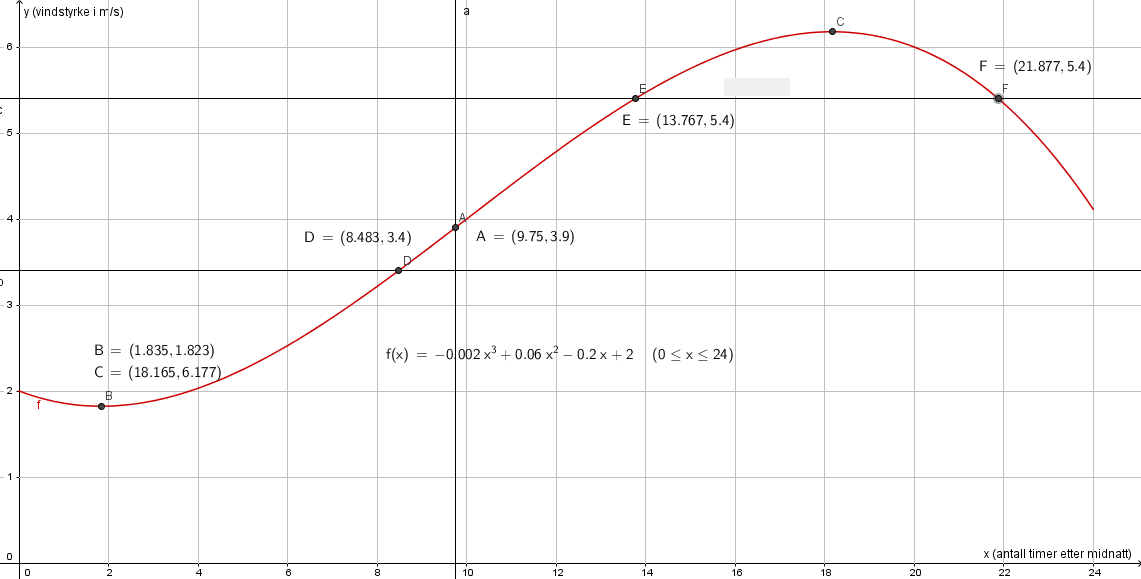 y (vindstyrke i m/s)
a
C
6
F = (21.877, 5.4)
E
F
c
E = (13.767, 5.4)
5
4
A
D = (8.483, 3.4)
A = (9.75, 3.9)
D
3
B = (1.835, 1.823)
f(x) = −0.002 x³ + 0.06 x² − 0.2 x + 2 (0 ≤ x ≤ 24)
C = (18.165, 6.177)
2
B
f
1
0
x (antall timer etter midnatt)
0 2 4 6 8 10 12 14 16 18 20 22 24